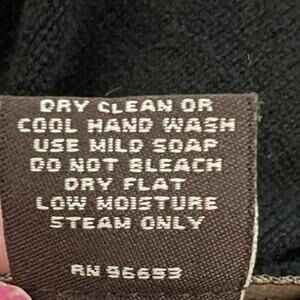 DRY CLEAN OR
COOL HAND WASH
USE MILD SOAP
DO NOT BLEACH
DRY FLAT
LOW MOISTURE
STEAM ONLY
RN 96653